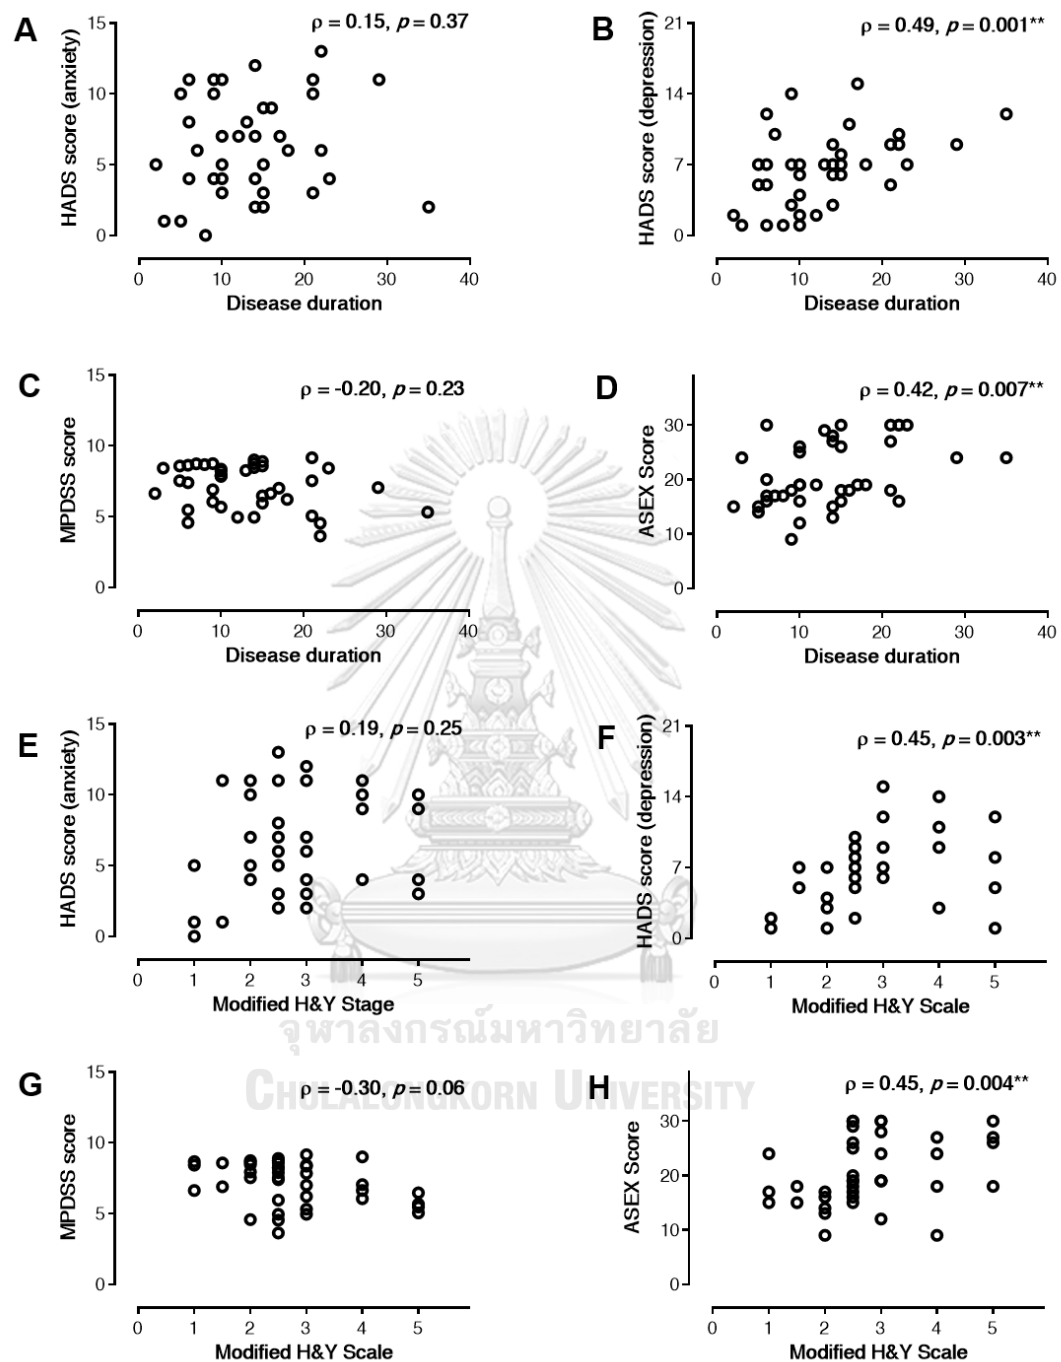 A
ρ = 0.15, p = 0.37
HADS score (anxiety)
15
10
5
0
0 10 20 30 40
Disease duration
B
ρ = 0.49, p = 0.001**
HADS score (depression)
21
14
7
0
0 10 20 30 40
Disease duration
C
ρ = -0.20, p = 0.23
MPDSS score
15
10
5
0
0 10 20 30 40
Disease duration
D
ρ = 0.42, p = 0.007**
ASEX Score
30
20
10
0
0 10 20 30 40
Disease duration
E
ρ = 0.19, p = 0.25
HADS score (anxiety)
15
10
5
0
0 1 2 3 4 5
Modified H&Y Stage
F
ρ = 0.45, p = 0.003**
HADS score (depression)
21
14
7
0
0 1 2 3 4 5
Modified H&Y Scale
จุฬาลงกรณ์มหาวิทยาลัย
CHULALONGKORN UNIVERSITY
G
ρ = -0.30, p = 0.06
MPDSS score
15
10
5
0
0 1 2 3 4 5
Modified H&Y Scale
H
ρ = 0.45, p = 0.004**
ASEX Score
30
20
10
0
0 1 2 3 4 5
Modified H&Y Scale